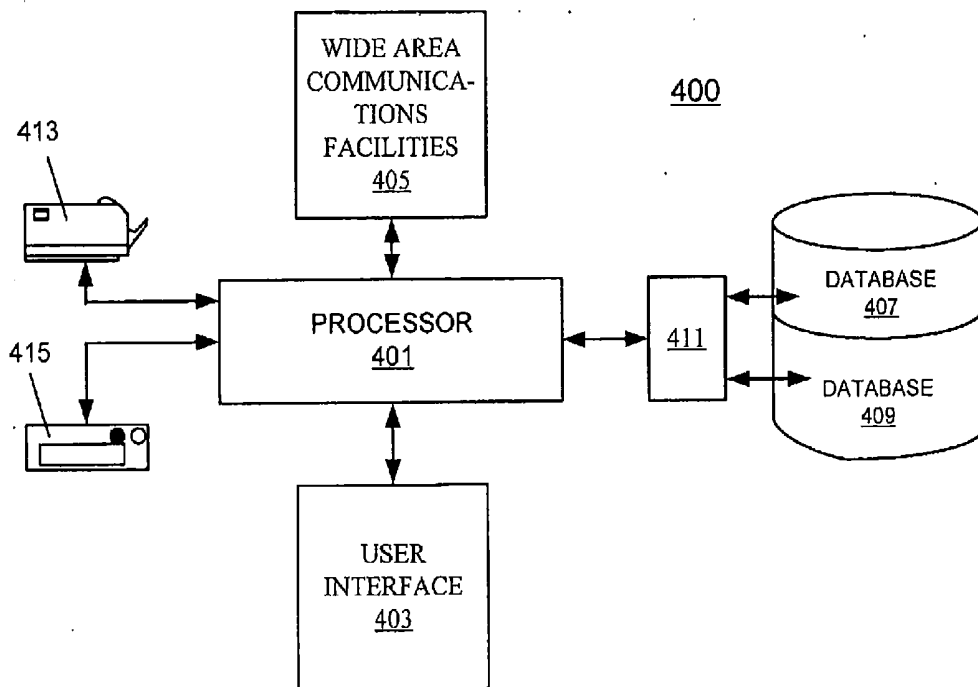 WIDE AREA
COMMUNICA-
TIONS
FACILITIES
405
400
413
PROCESSOR
401
411
DATABASE
407
415
DATABASE
409
USER
INTERFACE
403